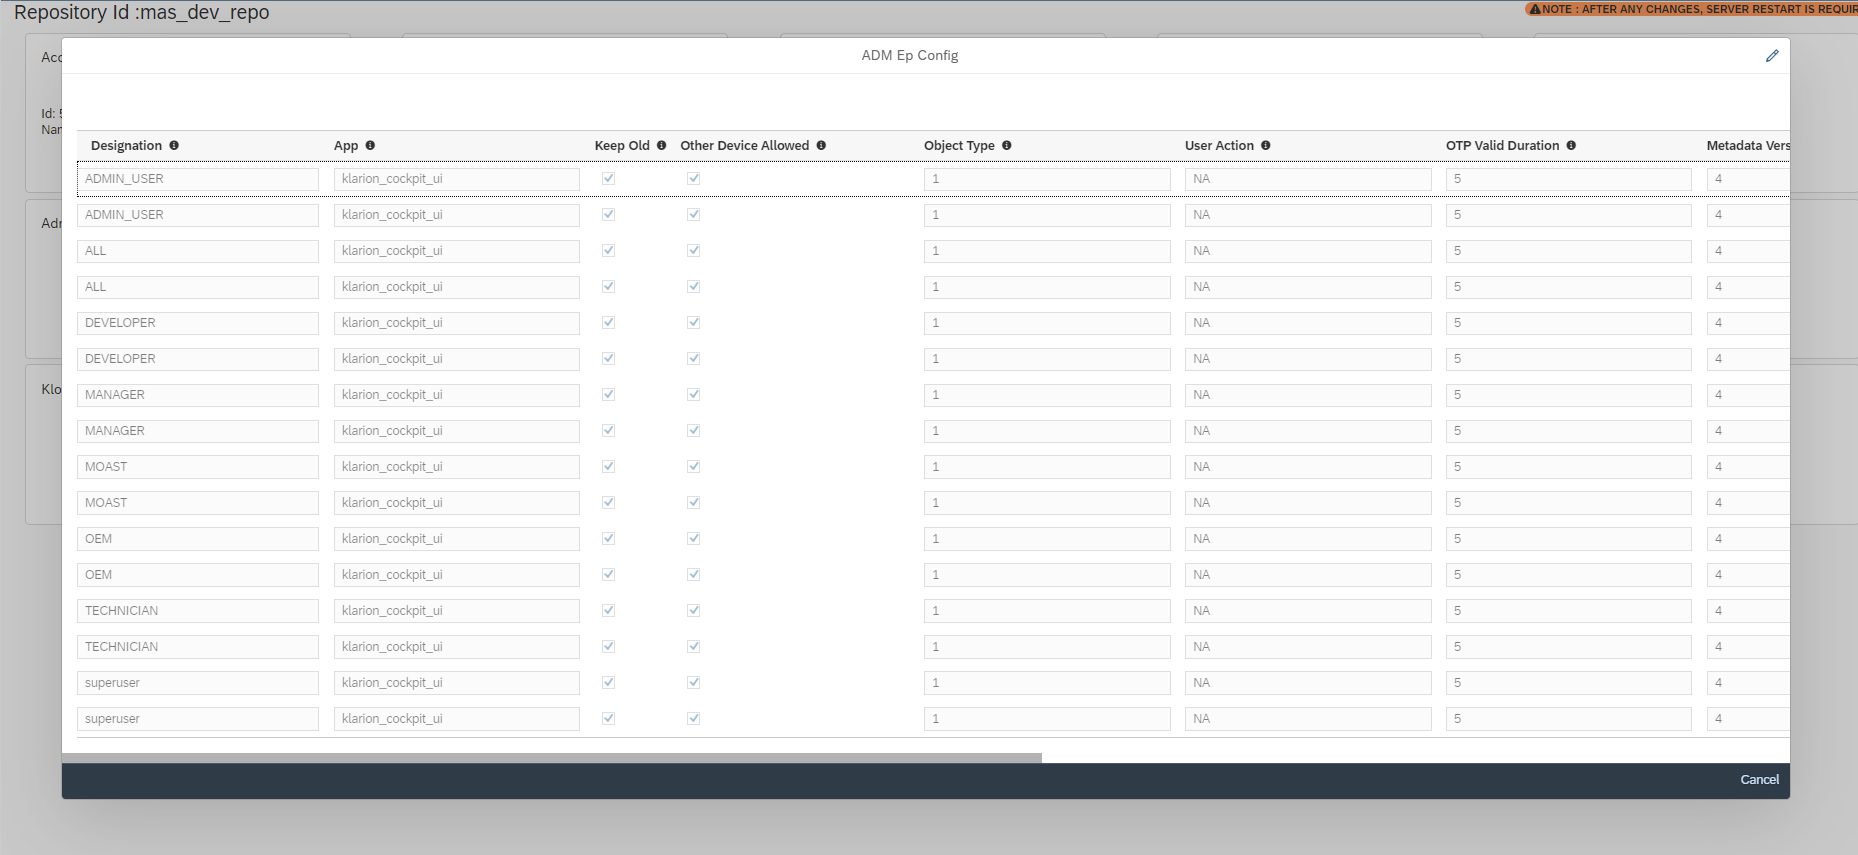 Repository Id :mas_dev_repo
NOTE : AFTER ANY CHANGES, SERVER RESTART IS REQUIR
Acc
ADM Ep Config
Id: 5
Nar
Adr
Klo
Designation App Keep Old Other Device Allowed Object Type User Action OTP Valid Duration Metadata Vers
ADMIN_USER klarion_cockpit_ui 1 NA 5 4
ADMIN_USER klarion_cockpit_ui 1 NA 5 4
ALL klarion_cockpit_ui 1 NA 5 4
ALL klarion_cockpit_ui 1 NA 5 4
DEVELOPER klarion_cockpit_ui 1 NA 5 4
DEVELOPER klarion_cockpit_ui 1 NA 5 4
MANAGER klarion_cockpit_ui 1 NA 5 4
MANAGER klarion_cockpit_ui 1 NA 5 4
MOAST klarion_cockpit_ui 1 NA 5 4
MOAST klarion_cockpit_ui 1 NA 5 4
OEM klarion_cockpit_ui 1 NA 5 4
OEM klarion_cockpit_ui 1 NA 5 4
TECHNICIAN klarion_cockpit_ui 1 NA 5 4
TECHNICIAN klarion_cockpit_ui 1 NA 5 4
superuser klarion_cockpit_ui 1 NA 5 4
superuser klarion_cockpit_ui 1 NA 5 4
Cancel